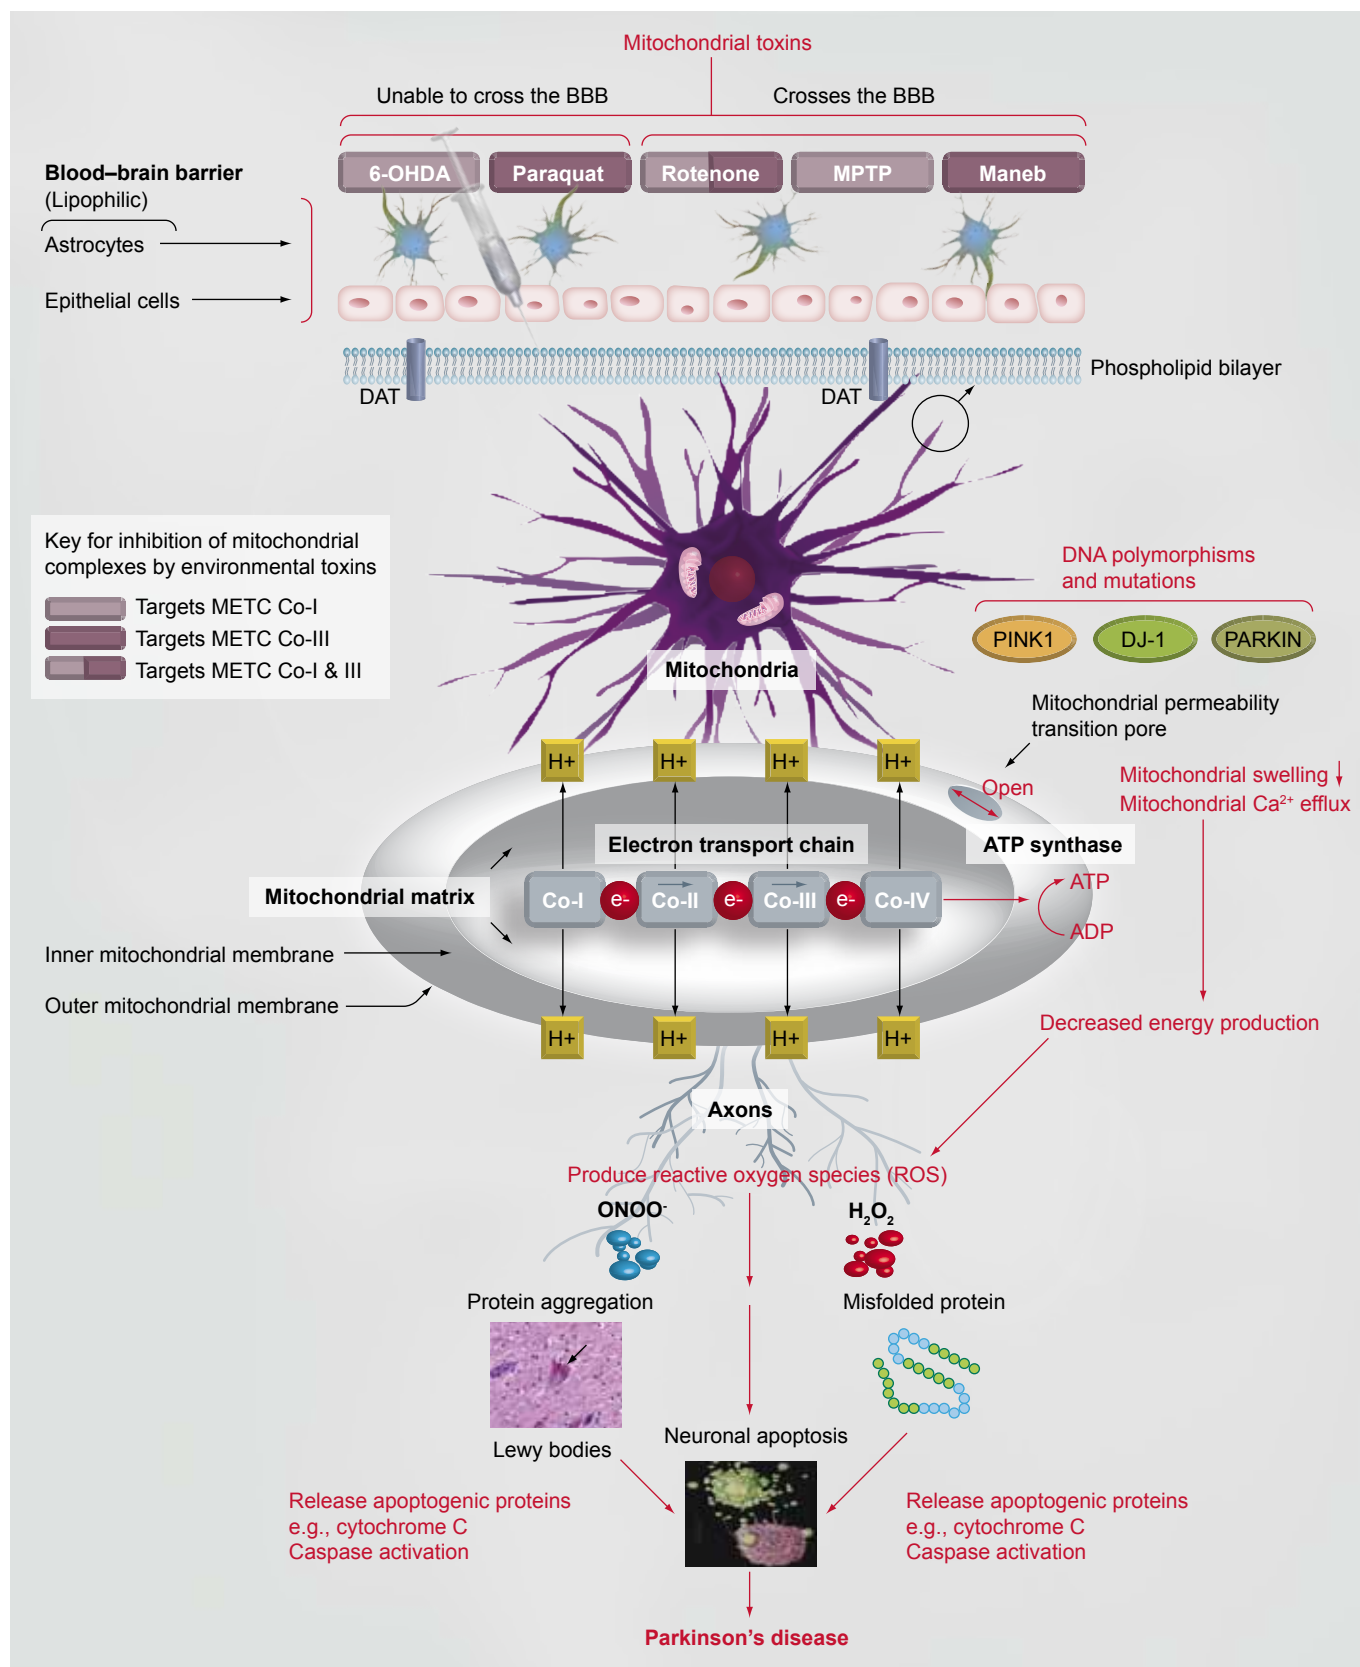 Mitochondrial toxins
Unable to cross the BBB
Crosses the BBB
6-OHDA
Paraquat
Rotenone
MPTP
Maneb
Blood–brain barrier
(Lipophilic)
Astrocytes
Epithelial cells
DAT
DAT
Phospholipid bilayer
Key for inhibition of mitochondrial
complexes by environmental toxins
Targets METC Co-I
Targets METC Co-III
Targets METC Co-I & III
DNA polymorphisms
and mutations
PINK1
DJ-1
PARKIN
Mitochondria
Mitochondrial permeability
transition pore
H+
H+
H+
H+
Open
Mitochondrial swelling ↓
Mitochondrial Ca²⁺ efflux
Electron transport chain
ATP synthase
Mitochondrial matrix
Co-I
e-
Co-II
e-
Co-III
e-
Co-IV
ATP
ADP
Inner mitochondrial membrane
Outer mitochondrial membrane
H+
H+
H+
H+
Decreased energy production
Axons
Produce reactive oxygen species (ROS)
ONOO⁻
H₂O₂
Protein aggregation
Misfolded protein
Lewy bodies
Neuronal apoptosis
Release apoptogenic proteins
e.g., cytochrome C
Caspase activation
Release apoptogenic proteins
e.g., cytochrome C
Caspase activation
Parkinson's disease